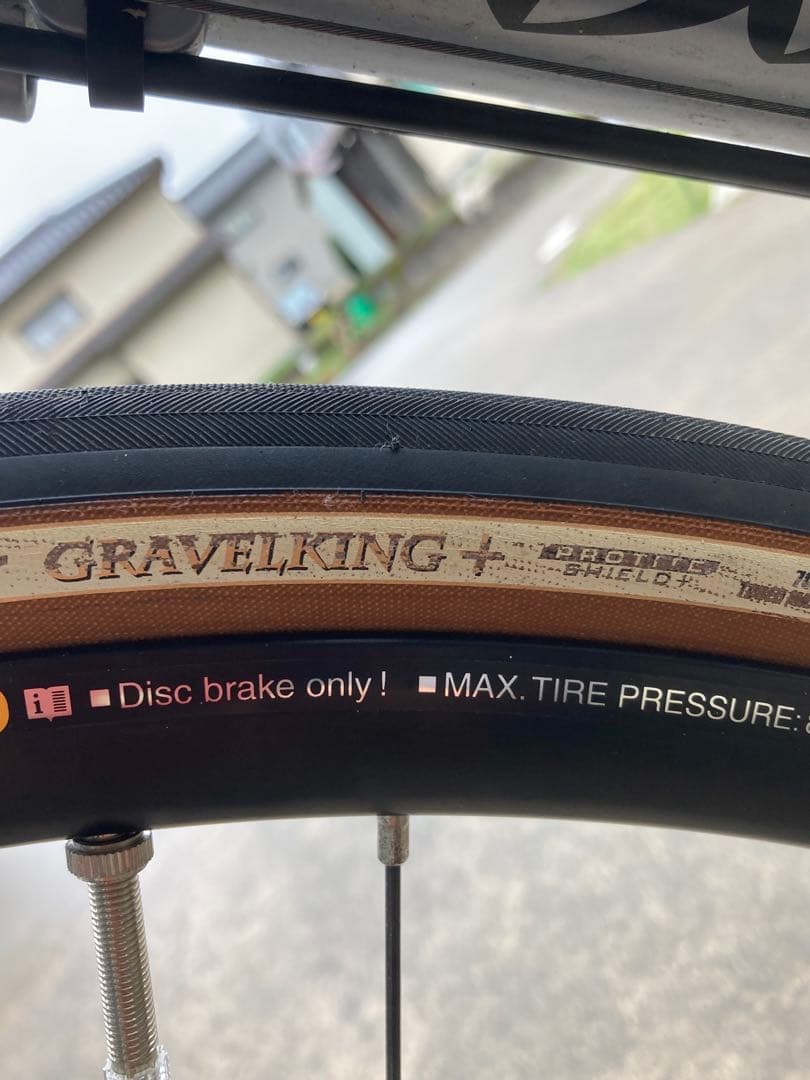 GRAVELKING +
PROTITE
SHIELD+
i
Disc brake only!
MAX. TIRE PRESSURE: